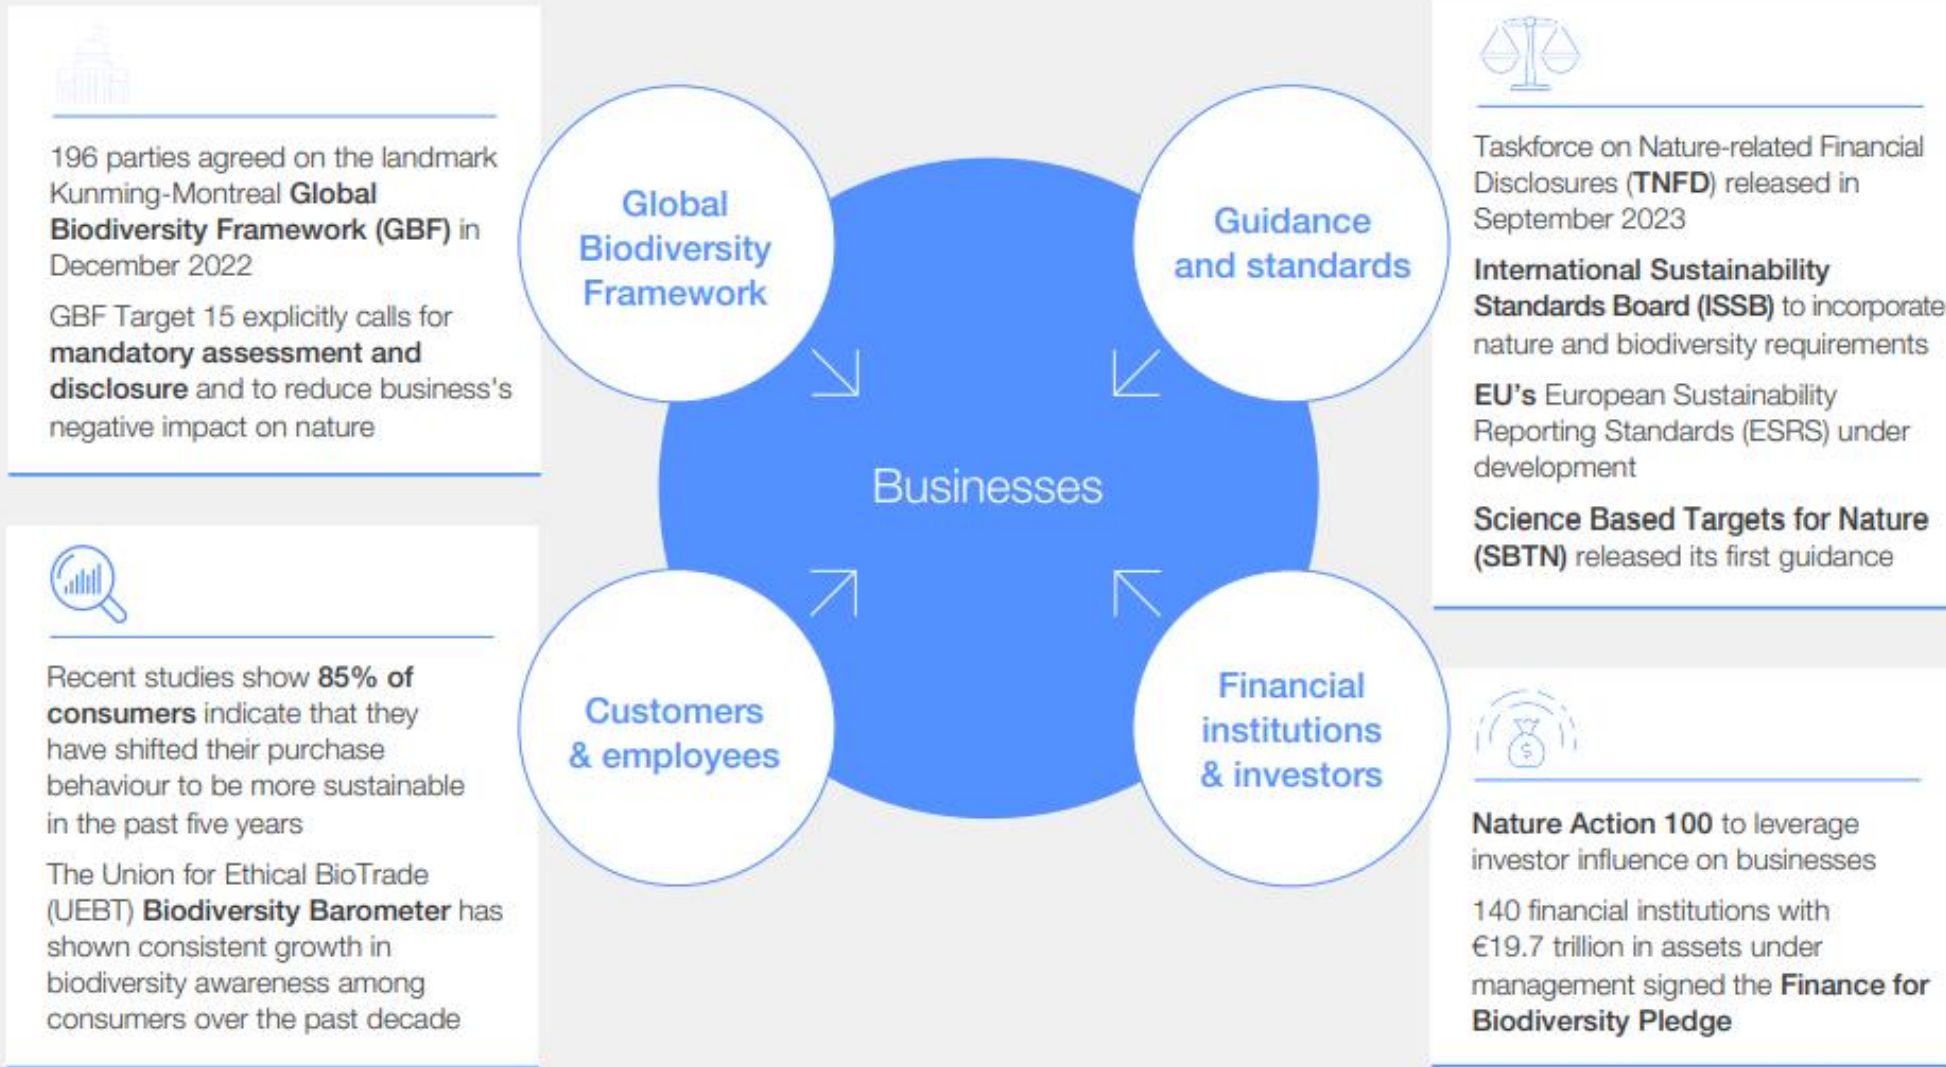 196 parties agreed on the landmark
Kunming-Montreal Global
Biodiversity Framework (GBF) in
December 2022
GBF Target 15 explicitly calls for
mandatory assessment and
disclosure and to reduce business's
negative impact on nature
Global
Biodiversity
Framework
Guidance
and standards
Taskforce on Nature-related Financial
Disclosures (TNFD) released in
September 2023
International Sustainability
Standards Board (ISSB) to incorporate
nature and biodiversity requirements
EU's European Sustainability
Reporting Standards (ESRS) under
development
Science Based Targets for Nature
(SBTN) released its first guidance
Businesses
Recent studies show 85% of
consumers indicate that they
have shifted their purchase
behaviour to be more sustainable
in the past five years
The Union for Ethical BioTrade
(UEBT) Biodiversity Barometer has
shown consistent growth in
biodiversity awareness among
consumers over the past decade
Customers
& employees
Financial
institutions
& investors
$
Nature Action 100 to leverage
investor influence on businesses
140 financial institutions with
€19.7 trillion in assets under
management signed the Finance for
Biodiversity Pledge